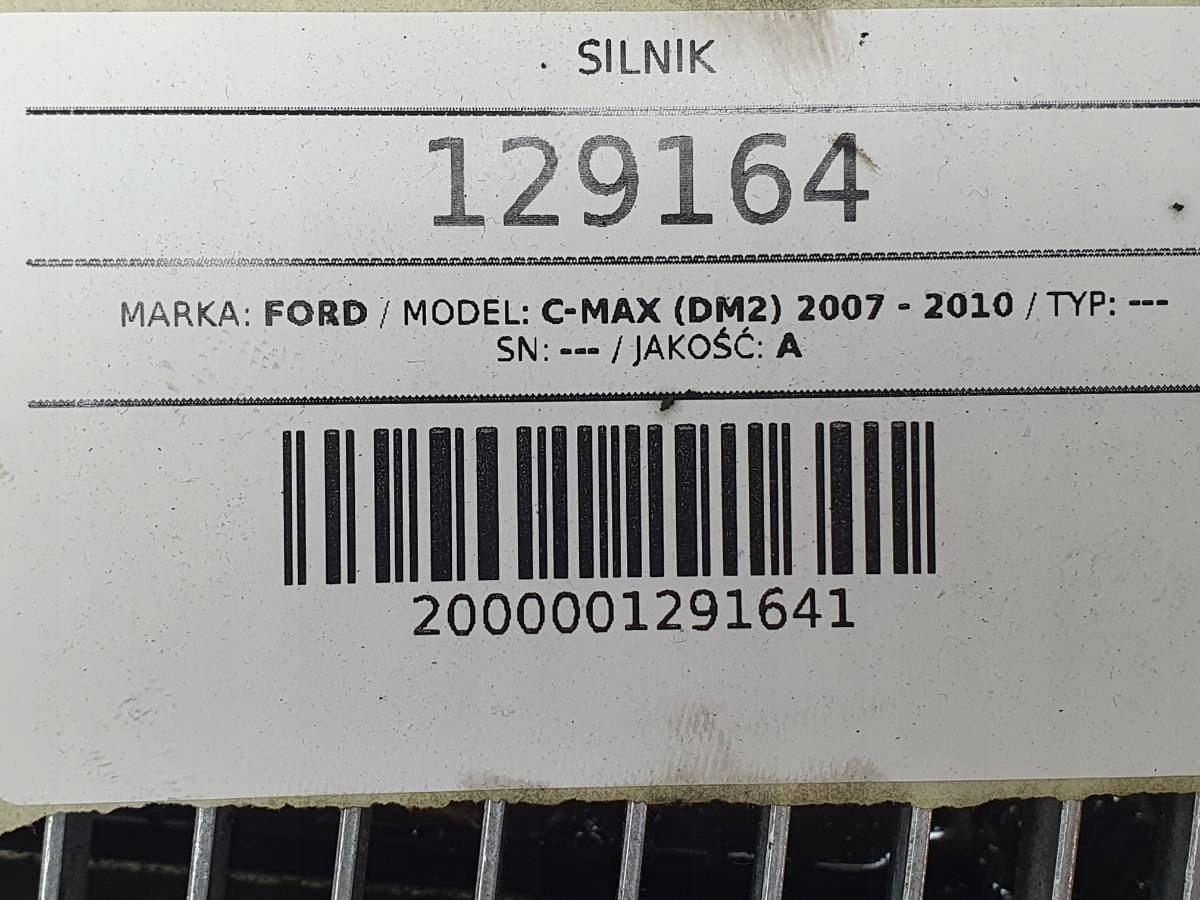 SILNIK
129164
MARKA: FORD / MODEL: C-MAX (DM2) 2007 - 2010 / TYP: ---
SN: --- / JAKOŚĆ: A
2000001291641